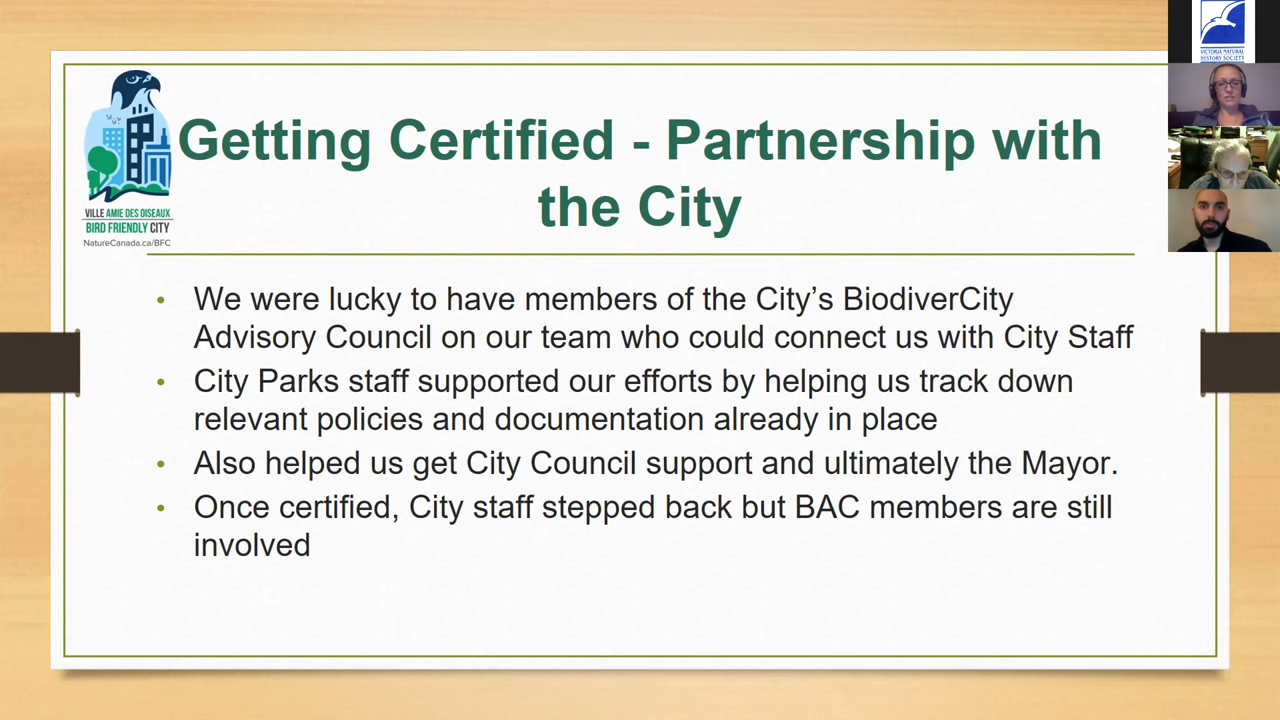 VICTORIA NATURAL
HISTORY SOCIETY
Getting Certified - Partnership with
the City
VILLE AMIE DES OISEAUX
BIRD FRIENDLY CITY
NatureCanada.ca/BFC
• We were lucky to have members of the City’s BiodiverCity
Advisory Council on our team who could connect us with City Staff
• City Parks staff supported our efforts by helping us track down
relevant policies and documentation already in place
• Also helped us get City Council support and ultimately the Mayor.
• Once certified, City staff stepped back but BAC members are still
involved